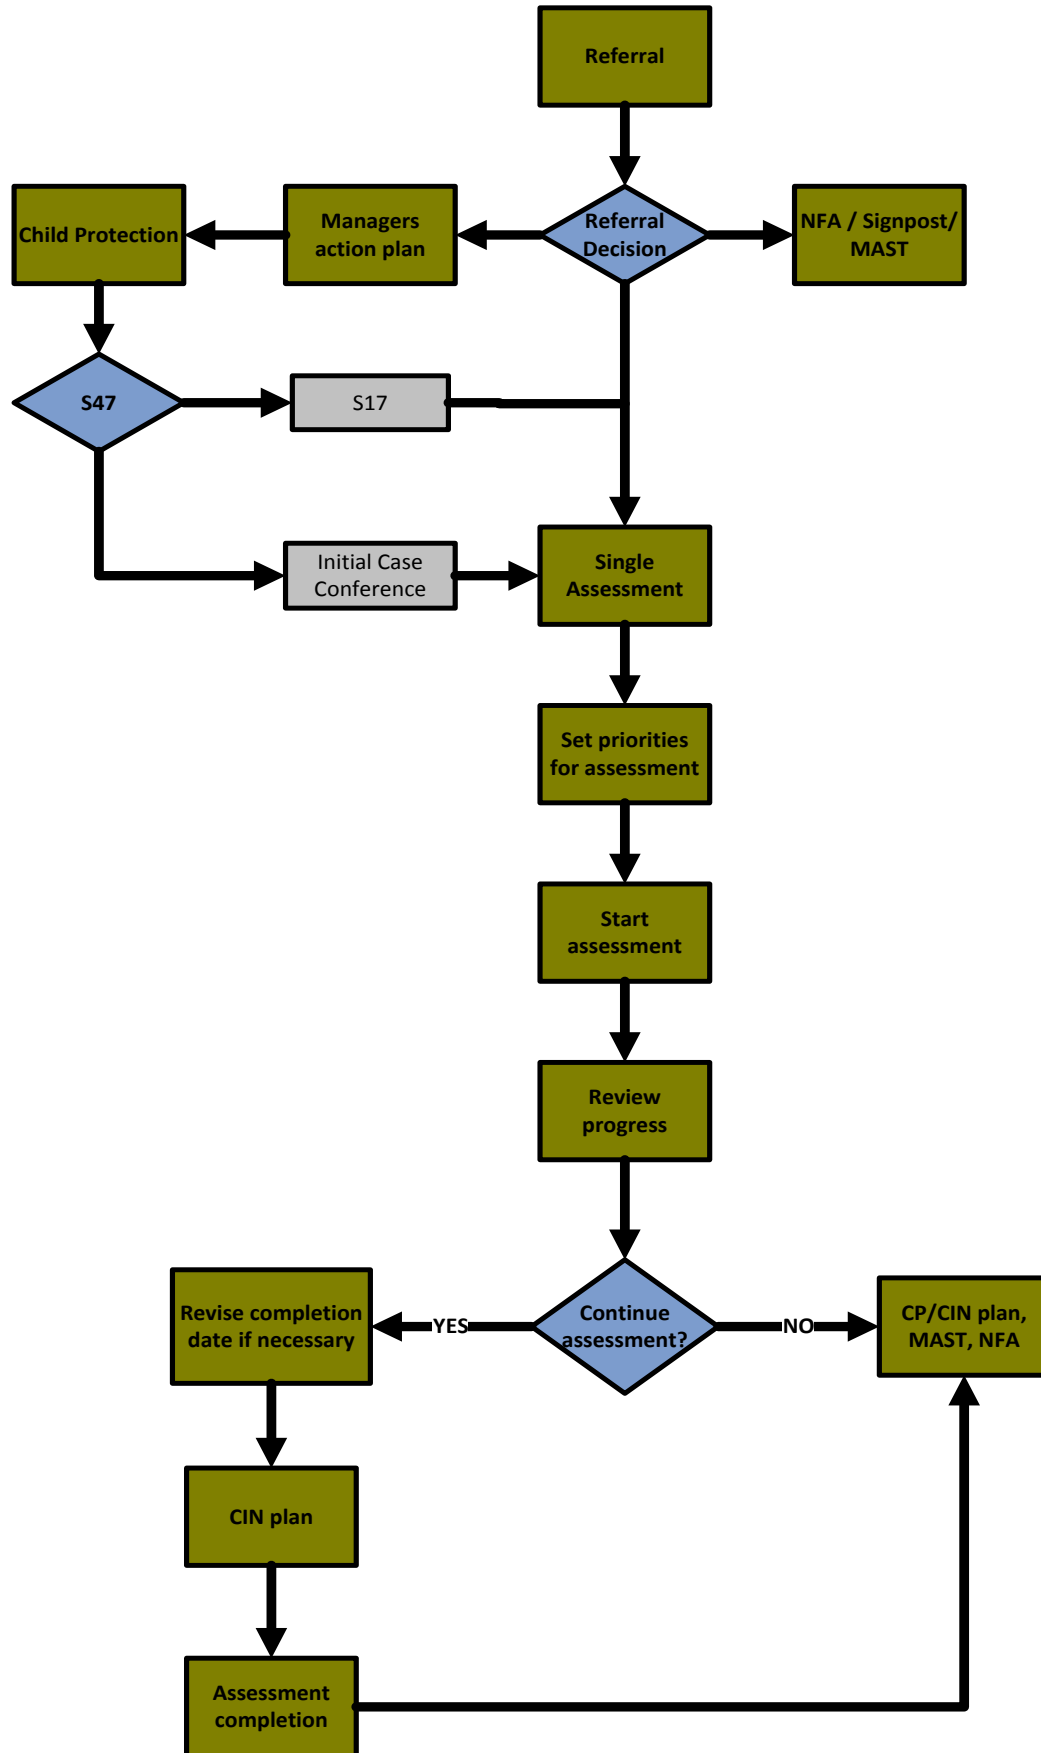 Referral
Child Protection
Managers
action plan
Referral
Decision
NFA / Signpost/
MAST
S47
S17
Initial Case
Conference
Single
Assessment
Set priorities
for assessment
Start
assessment
Review
progress
Revise completion
date if necessary
YES
Continue
assessment?
NO
CP/CIN plan,
MAST, NFA
CIN plan
Assessment
completion